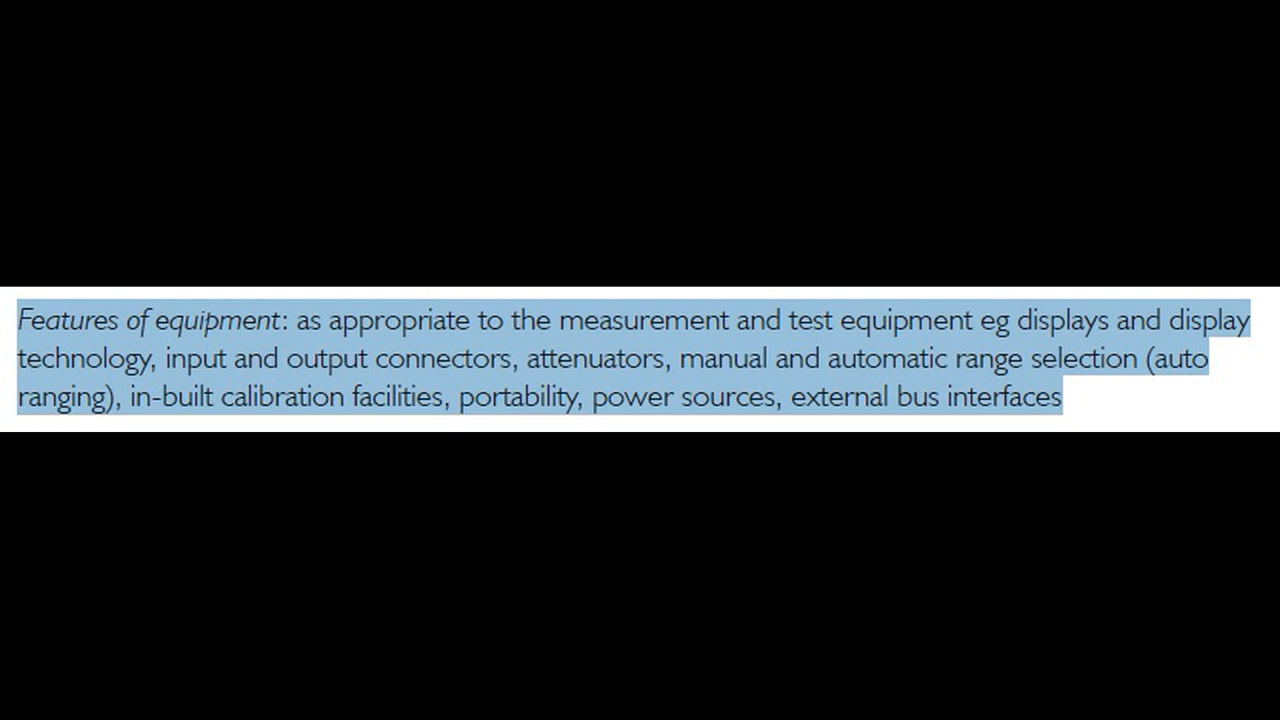 Features of equipment: as appropriate to the measurement and test equipment eg displays and display
technology, input and output connectors, attenuators, manual and automatic range selection (auto
ranging), in-built calibration facilities, portability, power sources, external bus interfaces